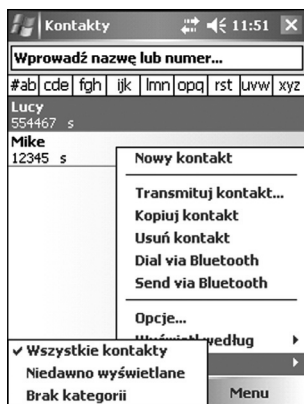 Kontakty 11:51
Wprowadź nazwę lub numer...
#ab cde fgh ijk lmn opq rst uvw xyz
Lucy
554467 s
Mike
12345 s
Nowy kontakt
Transmituj kontakt...
Kopiuj kontakt
Usuń kontakt
Dial via Bluetooth
Send via Bluetooth
Opcje...
według
Wszystkie kontakty
Niedawno wyświetlane
Brak kategorii
Menu